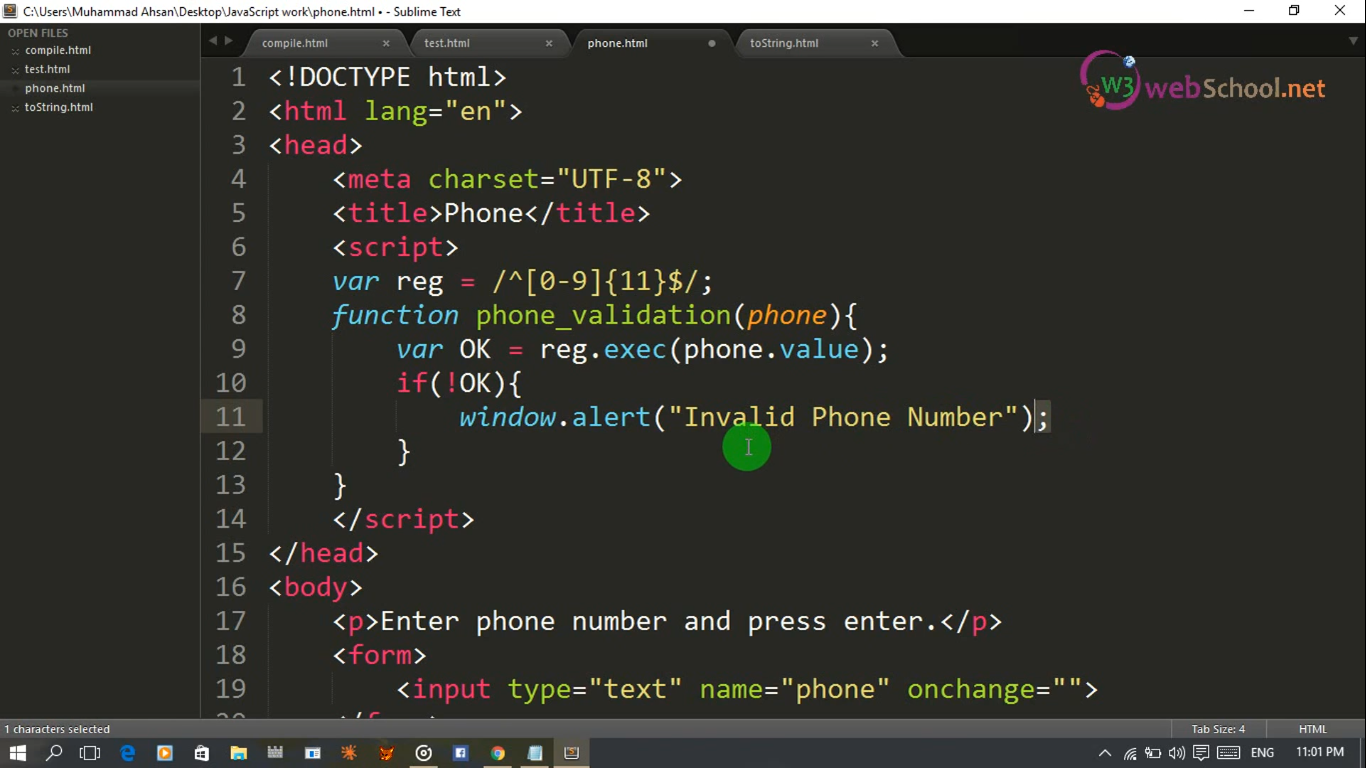 C:\Users\Muhammad Ahsan\Desktop\JavaScript work\phone.html • - Sublime Text
OPEN FILES
compile.html
test.html
phone.html
toString.html
compile.html
test.html
phone.html
toString.html
W3 webSchool.net
1 <!DOCTYPE html>
2 <html lang="en">
3 <head>
4 <meta charset="UTF-8">
5 <title>Phone</title>
6 <script>
7 var reg = /^[0-9]{11}$/;
8 function phone_validation(phone){
9 var OK = reg.exec(phone.value);
10 if(!OK){
11 window.alert("Invalid Phone Number");
12 }
13 }
14 </script>
15 </head>
16 <body>
17 <p>Enter phone number and press enter.</p>
18 <form>
19 <input type="text" name="phone" onchange="">
1 characters selected
Tab Size: 4
HTML
ENG
11:01 PM